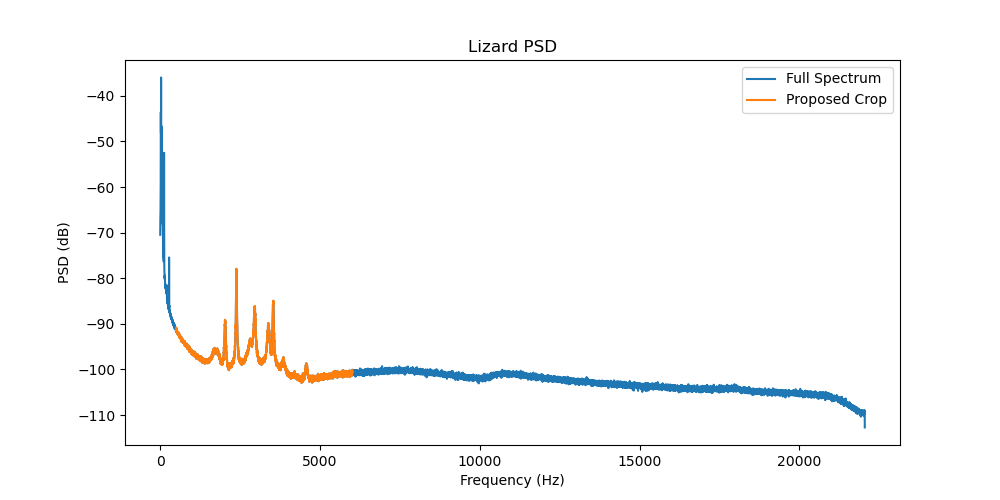 Lizard PSD
Full Spectrum
Proposed Crop
−40
−50
−60
−70
−80
−90
−100
−110
PSD (dB)
0
5000
10000
15000
20000
Frequency (Hz)